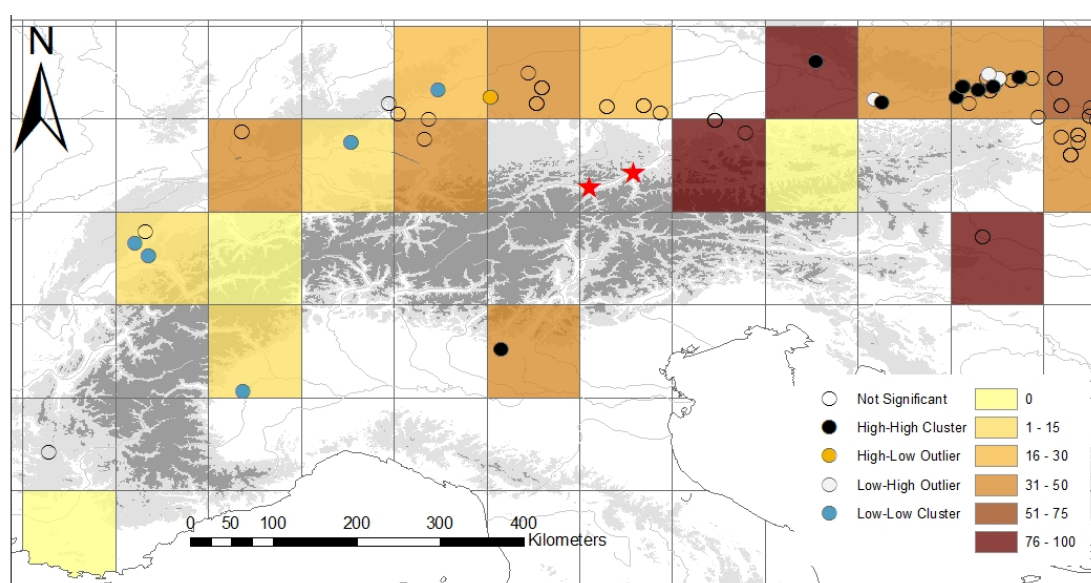 N
Not Significant 0
High-High Cluster 1 - 15
High-Low Outlier 16 - 30
Low-High Outlier 31 - 50
Low-Low Cluster 51 - 75
76 - 100
0 50 100 200 300 400
Kilometers